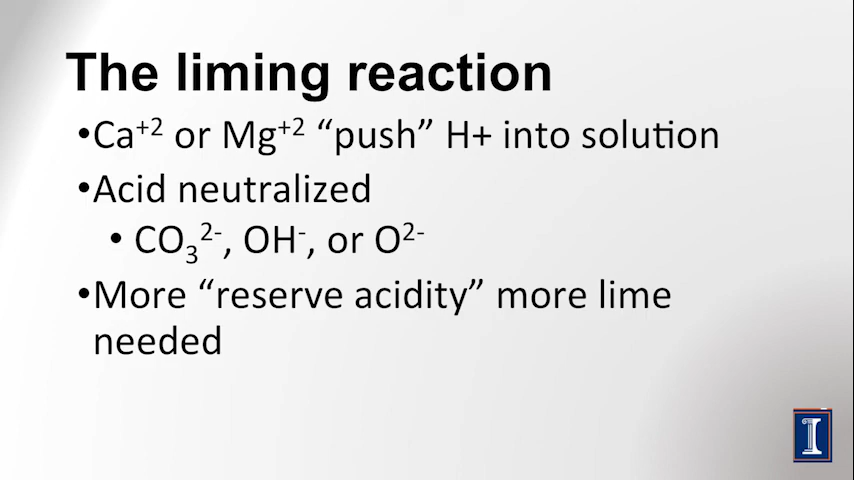 The liming reaction
•Ca⁺² or Mg⁺² “push” H+ into solution
•Acid neutralized
• CO₃²⁻, OH⁻, or O²⁻
•More “reserve acidity” more lime
needed
I